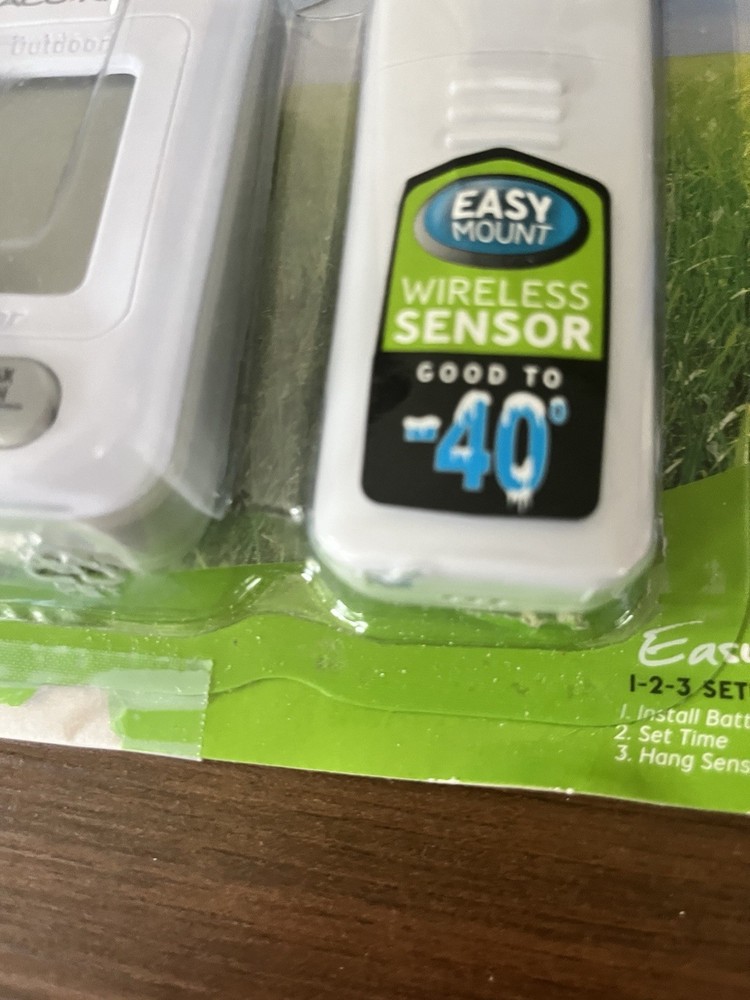 Outdoor
EASY
MOUNT
WIRELESS
SENSOR
GOOD TO
-40°
1-2-3 SET
1. Install Batt
2. Set Time
3. Hang Sens